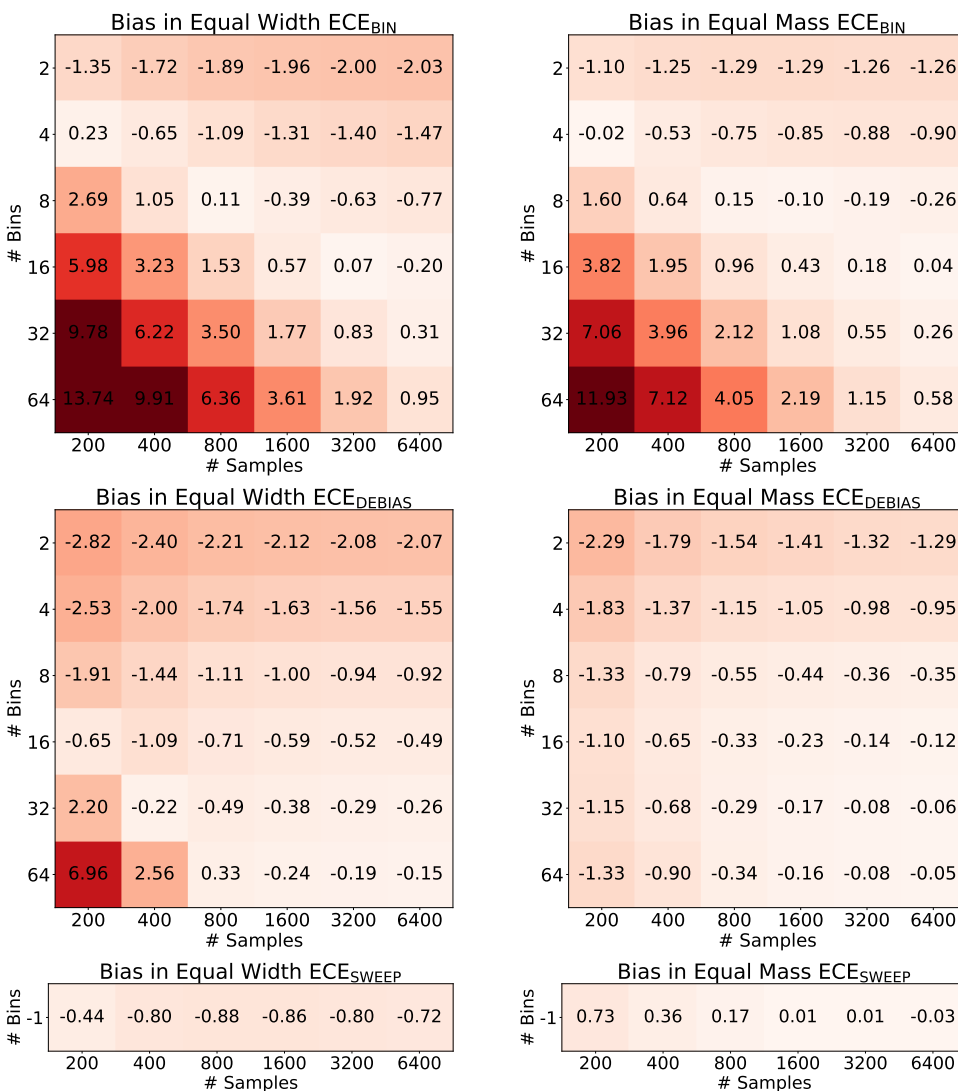 Bias in Equal Width ECE_BIN
# Bins
2 -1.35 -1.72 -1.89 -1.96 -2.00 -2.03
4 0.23 -0.65 -1.09 -1.31 -1.40 -1.47
8 2.69 1.05 0.11 -0.39 -0.63 -0.77
16 5.98 3.23 1.53 0.57 0.07 -0.20
32 9.78 6.22 3.50 1.77 0.83 0.31
64 13.74 9.91 6.36 3.61 1.92 0.95
200 400 800 1600 3200 6400
# Samples
Bias in Equal Mass ECE_BIN
# Bins
2 -1.10 -1.25 -1.29 -1.29 -1.26 -1.26
4 -0.02 -0.53 -0.75 -0.85 -0.88 -0.90
8 1.60 0.64 0.15 -0.10 -0.19 -0.26
16 3.82 1.95 0.96 0.43 0.18 0.04
32 7.06 3.96 2.12 1.08 0.55 0.26
64 11.93 7.12 4.05 2.19 1.15 0.58
200 400 800 1600 3200 6400
# Samples
Bias in Equal Width ECE_DEBIAS
# Bins
2 -2.82 -2.40 -2.21 -2.12 -2.08 -2.07
4 -2.53 -2.00 -1.74 -1.63 -1.56 -1.55
8 -1.91 -1.44 -1.11 -1.00 -0.94 -0.92
16 -0.65 -1.09 -0.71 -0.59 -0.52 -0.49
32 2.20 -0.22 -0.49 -0.38 -0.29 -0.26
64 6.96 2.56 0.33 -0.24 -0.19 -0.15
200 400 800 1600 3200 6400
# Samples
Bias in Equal Mass ECE_DEBIAS
# Bins
2 -2.29 -1.79 -1.54 -1.41 -1.32 -1.29
4 -1.83 -1.37 -1.15 -1.05 -0.98 -0.95
8 -1.33 -0.79 -0.55 -0.44 -0.36 -0.35
16 -1.10 -0.65 -0.33 -0.23 -0.14 -0.12
32 -1.15 -0.68 -0.29 -0.17 -0.08 -0.06
64 -1.33 -0.90 -0.34 -0.16 -0.08 -0.05
200 400 800 1600 3200 6400
# Samples
Bias in Equal Width ECE_SWEEP
# Bins
-1 -0.44 -0.80 -0.88 -0.86 -0.80 -0.72
200 400 800 1600 3200 6400
# Samples
Bias in Equal Mass ECE_SWEEP
# Bins
-1 0.73 0.36 0.17 0.01 0.01 -0.03
200 400 800 1600 3200 6400
# Samples